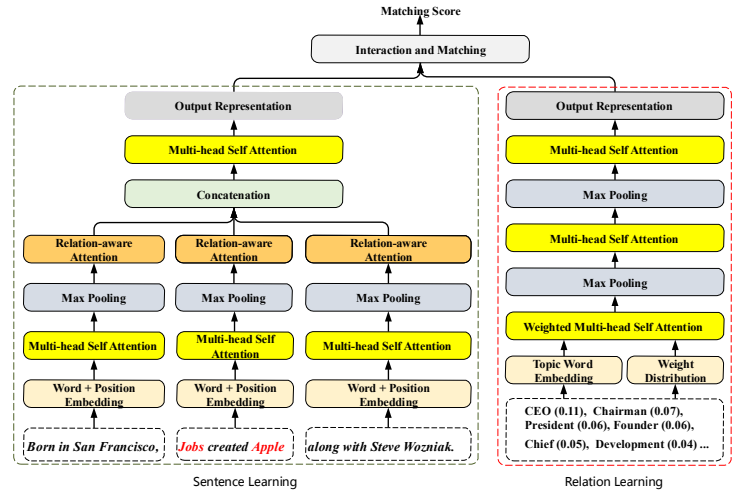 Matching Score
Interaction and Matching
Output Representation
Multi-head Self Attention
Concatenation
Relation-aware
Attention
Relation-aware
Attention
Relation-aware
Attention
Max Pooling
Max Pooling
Max Pooling
Multi-head Self Attention
Multi-head Self
Attention
Multi-head Self Attention
Word + Position
Embedding
Word + Position
Embedding
Word + Position
Embedding
Born in San Francisco,
Jobs created Apple
along with Steve Wozniak.
Sentence Learning
Output Representation
Multi-head Self Attention
Max Pooling
Multi-head Self Attention
Max Pooling
Weighted Multi-head Self Attention
Topic Word
Embedding
Weight
Distribution
CEO (0.11), Chairman (0.07),
President (0.06), Founder (0.06),
Chief (0.05), Development (0.04) ...
Relation Learning